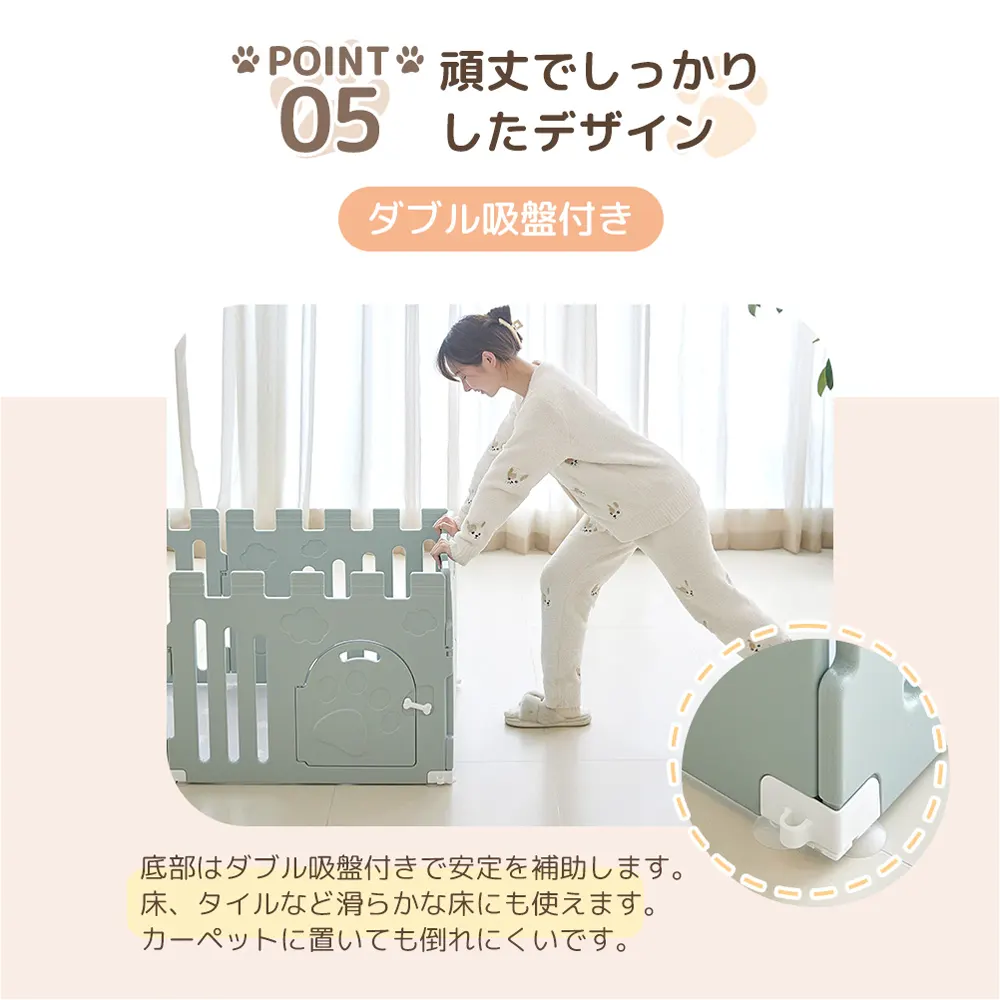 POINT
05
頑丈でしっかり
したデザイン
ダブル吸盤付き
底部はダブル吸盤付きで安定を補助します。
床、タイルなど滑らかな床にも使えます。
カーペットに置いても倒れにくいです。